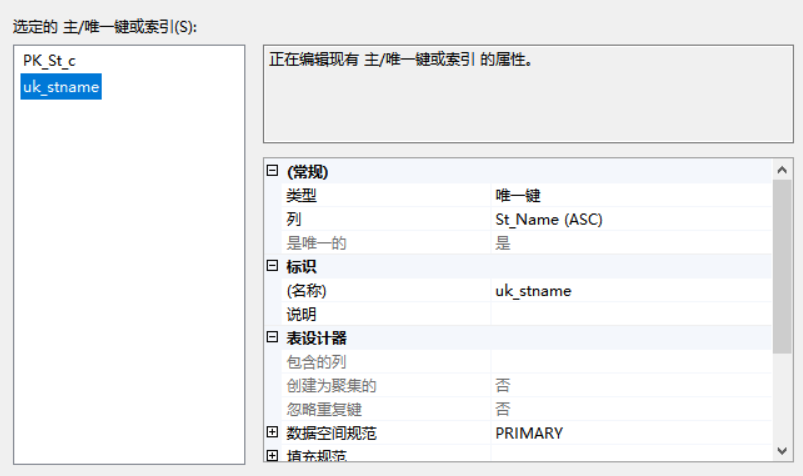 选定的 主/唯一键或索引(S):
PK_St_c
uk_stname
正在编辑现有 主/唯一键或索引 的属性。
(常规)
类型 唯一键
列 St_Name (ASC)
是唯一的 是
标识
(名称) uk_stname
说明
表设计器
包含的列
创建为聚集的 否
忽略重复键 否
数据空间规范 PRIMARY
填充规范